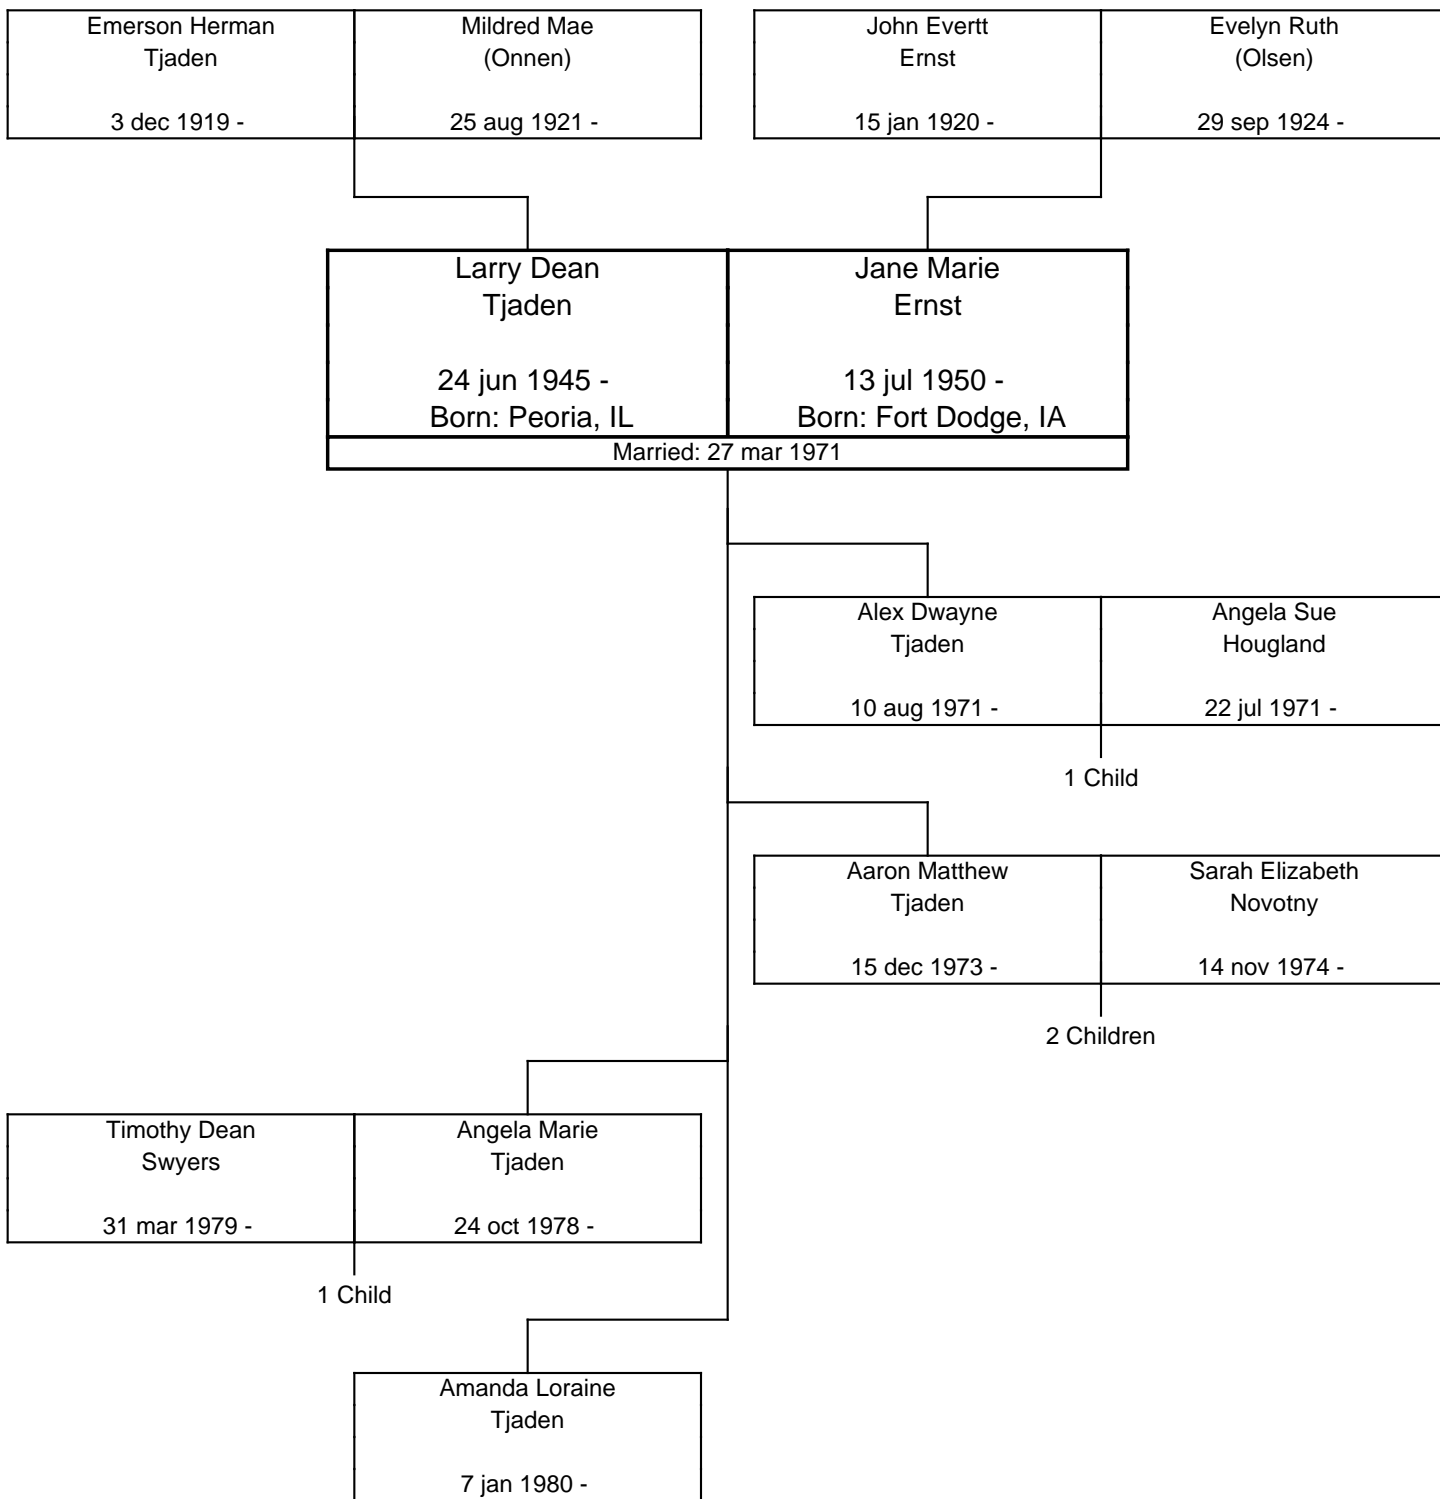 Emerson Herman
Tjaden
3 dec 1919 -
Mildred Mae
(Onnen)
25 aug 1921 -
John Evertt
Ernst
15 jan 1920 -
Evelyn Ruth
(Olsen)
29 sep 1924 -
Larry Dean
Tjaden
24 jun 1945 -
Born: Peoria, IL
Jane Marie
Ernst
13 jul 1950 -
Born: Fort Dodge, IA
Married: 27 mar 1971
Alex Dwayne
Tjaden
10 aug 1971 -
Angela Sue
Hougland
22 jul 1971 -
1 Child
Aaron Matthew
Tjaden
15 dec 1973 -
Sarah Elizabeth
Novotny
14 nov 1974 -
2 Children
Timothy Dean
Swyers
31 mar 1979 -
Angela Marie
Tjaden
24 oct 1978 -
1 Child
Amanda Loraine
Tjaden
7 jan 1980 -